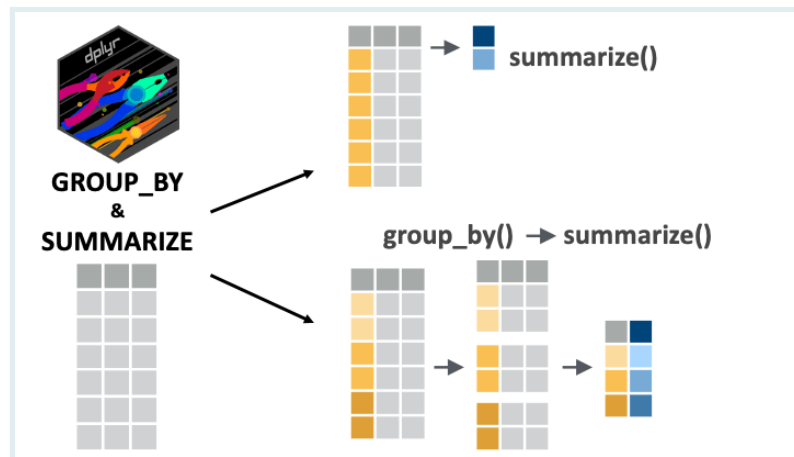 dplyr
GROUP_BY
&
SUMMARIZE
summarize()
group_by() → summarize()